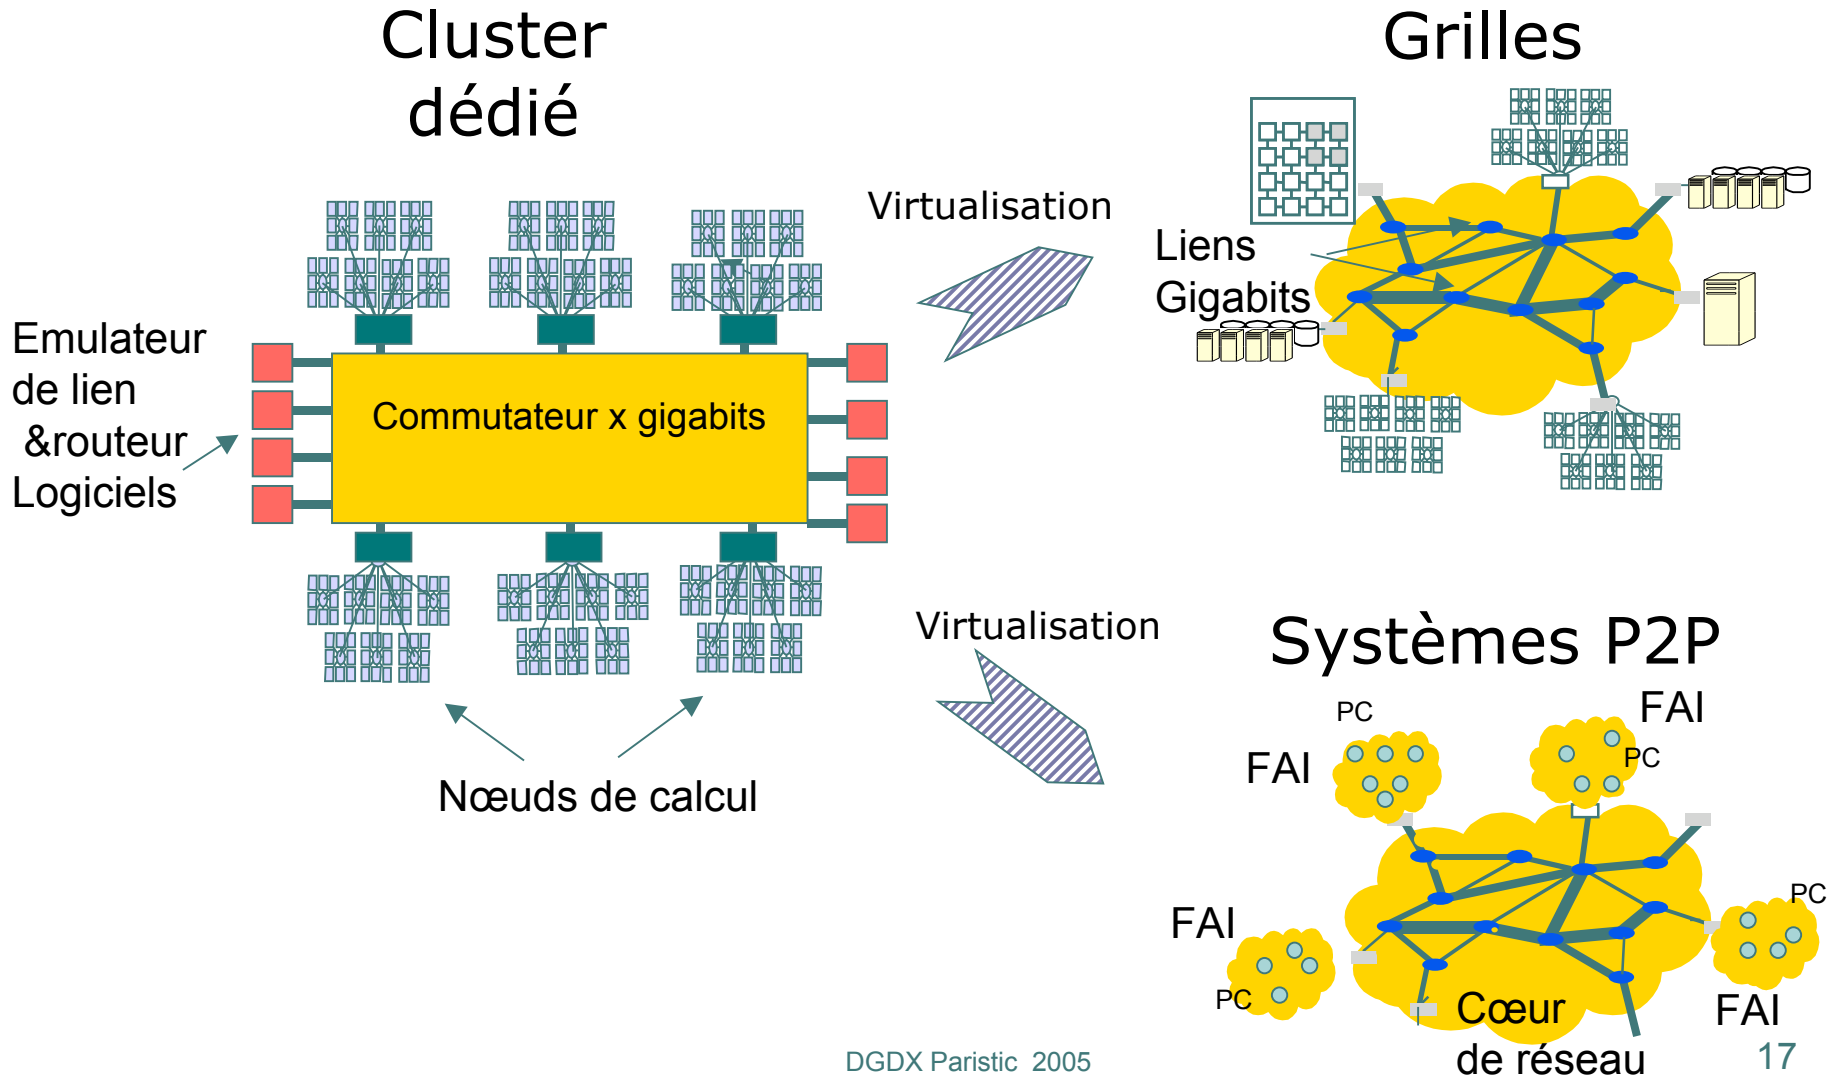 Cluster
dédié
Grilles
Virtualisation
Liens
Gigabits
Emulateur
de lien
&routeur
Logiciels
Commutateur x gigabits
Nœuds de calcul
Virtualisation
Systèmes P2P
PC
FAI
FAI
PC
FAI
PC
PC
FAI
Cœur
de réseau
DGDX Paristic 2005
17